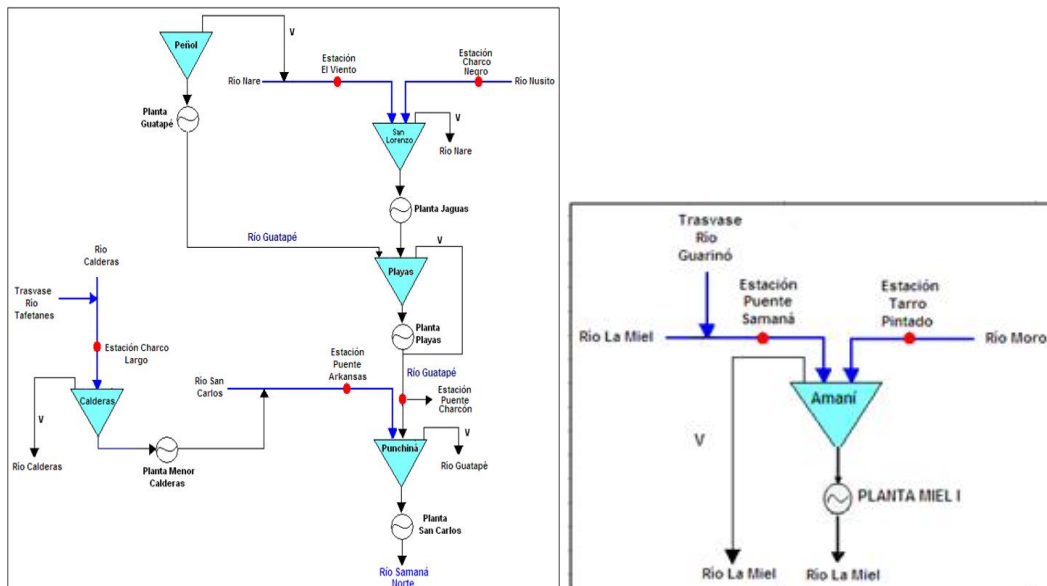 Peñol
V
Estación
El Viento
Estación
Charco
Negro
Río Nare
Río Nusito
Planta
Guatapé
San
Lorenzo
V
Río Nare
Planta Jaguas
Río Guatapé
V
Playas
Río
Calderas
Trasvase
Río
Tafetanes
Planta
Playas
Estación Charco
Largo
Estación
Puente
Arkansas
Río Guatapé
Río San
Carlos
Estación
Puente
Charcón
Calderas
V
Punchiná
V
Río Calderas
Planta Menor
Calderas
Río Guatapé
Planta
San Carlos
Río Samaná
Norte
Trasvase
Río
Guarinó
Estación
Puente
Samaná
Estación
Tarro
Pintado
Río La Miel
Río Moro
Amaní
V
PLANTA MIEL I
Río La Miel
Río La Miel